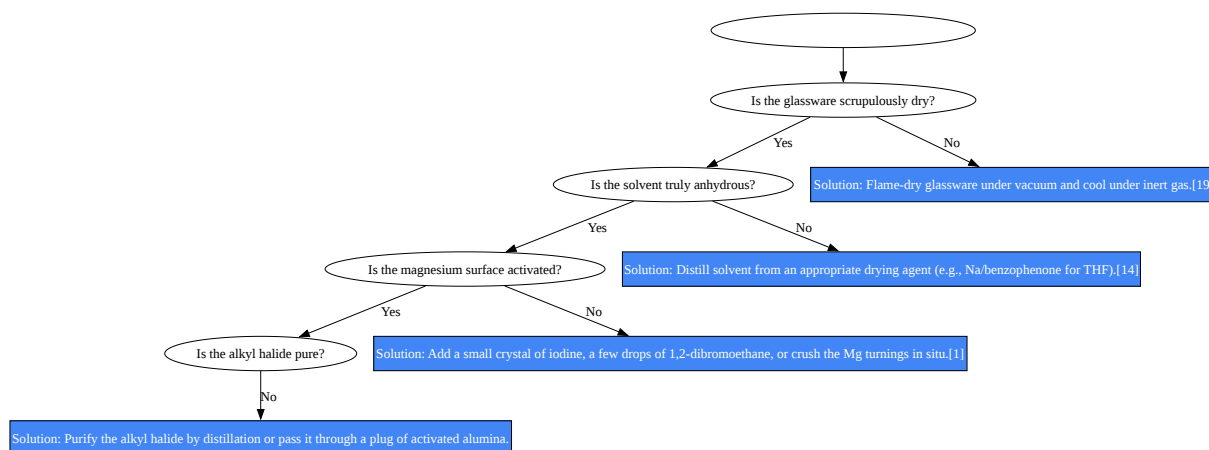 Is the glassware scrupulously dry?
Yes
No
Is the solvent truly anhydrous?
Solution: Flame-dry glassware under vacuum and cool under inert gas.[19
Yes
No
Is the magnesium surface activated?
Solution: Distill solvent from an appropriate drying agent (e.g., Na/benzophenone for THF).[14]
Yes
No
Is the alkyl halide pure?
Solution: Add a small crystal of iodine, a few drops of 1,2-dibromoethane, or crush the Mg turnings in situ.[1]
No
Solution: Purify the alkyl halide by distillation or pass it through a plug of activated alumina.